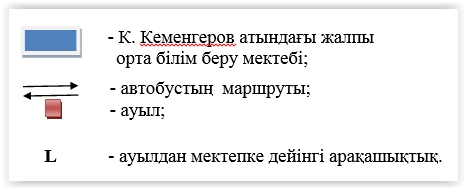 - К. Кеменгеров атындағы жалпы
орта білім беру мектебі;
- автобустың маршруты;
- ауыл;
L - ауылдан мектепке дейінгі арақашықтық.